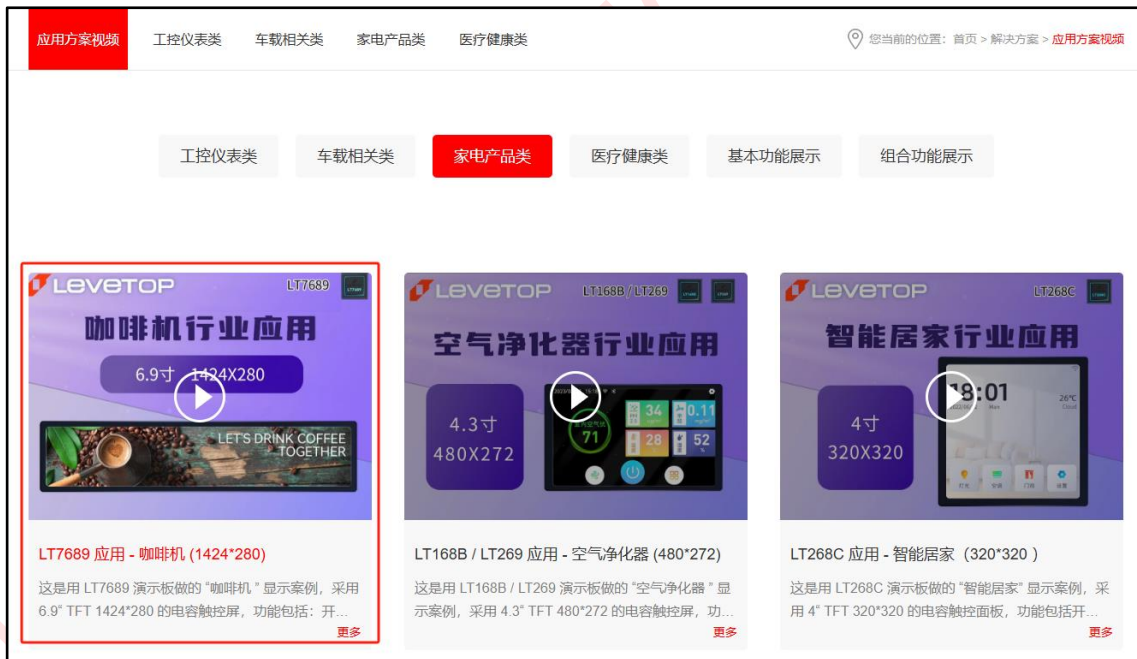 应用方案视频 工控仪表类 车载相关类 家电产品类 医疗健康类 您当前的位置：首页 > 解决方案 > 应用方案视频
工控仪表类 车载相关类 家电产品类 医疗健康类 基本功能展示 组合功能展示
LEVETOP LT7689
咖啡机行业应用
6.9寸 1424X280
LET'S DRINK COFFEE
TOGETHER
LT7689 应用 - 咖啡机 (1424*280)
这是用 LT7689 演示板做的 “咖啡机 ” 显示案例，采用
6.9" TFT 1424*280 的电容触控屏，功能包括：开...
更多
LEVETOP LT168B / LT269
空气净化器行业应用
4.3寸
480X272
71
34
0.11
28
52
LT168B / LT269 应用 - 空气净化器 (480*272)
这是用 LT168B / LT269 演示板做的 “空气净化器 ” 显
示案例，采用 4.3" TFT 480*272 的电容触控屏，功...
更多
LEVETOP LT268C
智能居家行业应用
4寸
320X320
18:01
26℃
LT268C 应用 - 智能居家（320*320 ）
这是用 LT268C 演示板做的 “智能居家” 显示案例，采
用 4" TFT 320*320 的电容触控面板，功能包括开...
更多